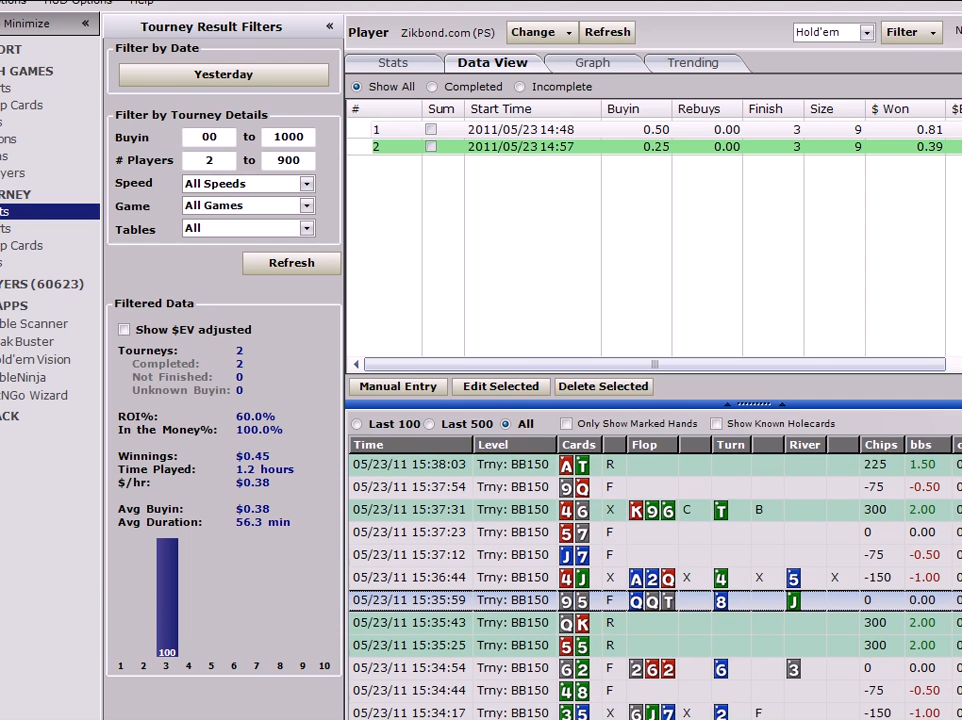 Options HUD Options Help
Minimize «
ORT
H GAMES
ts
p Cards
s
ons
ns
yers
RNEY
ts
rts
p Cards
s
YERS (60623)
APPS
ble Scanner
akBuster
ld'em Vision
bleNinja
tNGo Wizard
ACK
Tourney Result Filters «
Filter by Date
Yesterday
Filter by Tourney Details
Buyin 00 to 1000
# Players 2 to 900
Speed All Speeds
Game All Games
Tables All
Refresh
Filtered Data
Show $EV adjusted
Tourneys: 2
Completed: 2
Not Finished: 0
Unknown Buyin: 0
ROI%: 60.0%
In the Money%: 100.0%
Winnings: $0.45
Time Played: 1.2 hours
$/hr: $0.38
Avg Buyin: $0.38
Avg Duration: 56.3 min
100
1 2 3 4 5 6 7 8 9 10
Player Zikbond.com (PS) Change Refresh Hold'em Filter N
Stats Data View Graph Trending
Show All Completed Incomplete
# Sum Start Time Buyin Rebuys Finish Size $ Won $E
1 2011/05/23 14:48 0.50 0.00 3 9 0.81
2 2011/05/23 14:57 0.25 0.00 3 9 0.39
Manual Entry Edit Selected Delete Selected
Last 100 Last 500 All Only Show Marked Hands Show Known Holecards
Time Level Cards Flop Turn River Chips bbs
05/23/11 15:38:03 Trny: BB150 A T R 225 1.50
05/23/11 15:37:54 Trny: BB150 9 Q F -75 -0.50
05/23/11 15:37:31 Trny: BB150 4 6 X K 9 6 C T B 300 2.00
05/23/11 15:37:23 Trny: BB150 5 7 F 0 0.00
05/23/11 15:37:12 Trny: BB150 J 7 F -75 -0.50
05/23/11 15:36:44 Trny: BB150 4 J X A 2 Q X 4 X 5 X -150 -1.00
05/23/11 15:35:59 Trny: BB150 9 5 F Q Q T 8 J 0 0.00
05/23/11 15:35:43 Trny: BB150 Q K R 300 2.00
05/23/11 15:35:25 Trny: BB150 5 5 R 300 2.00
05/23/11 15:34:54 Trny: BB150 6 2 F 2 6 2 6 3 0 0.00
05/23/11 15:34:44 Trny: BB150 4 8 F -75 -0.50
05/23/11 15:34:17 Trny: BB150 3 5 X 6 J 7 X 2 F -150 -1.00